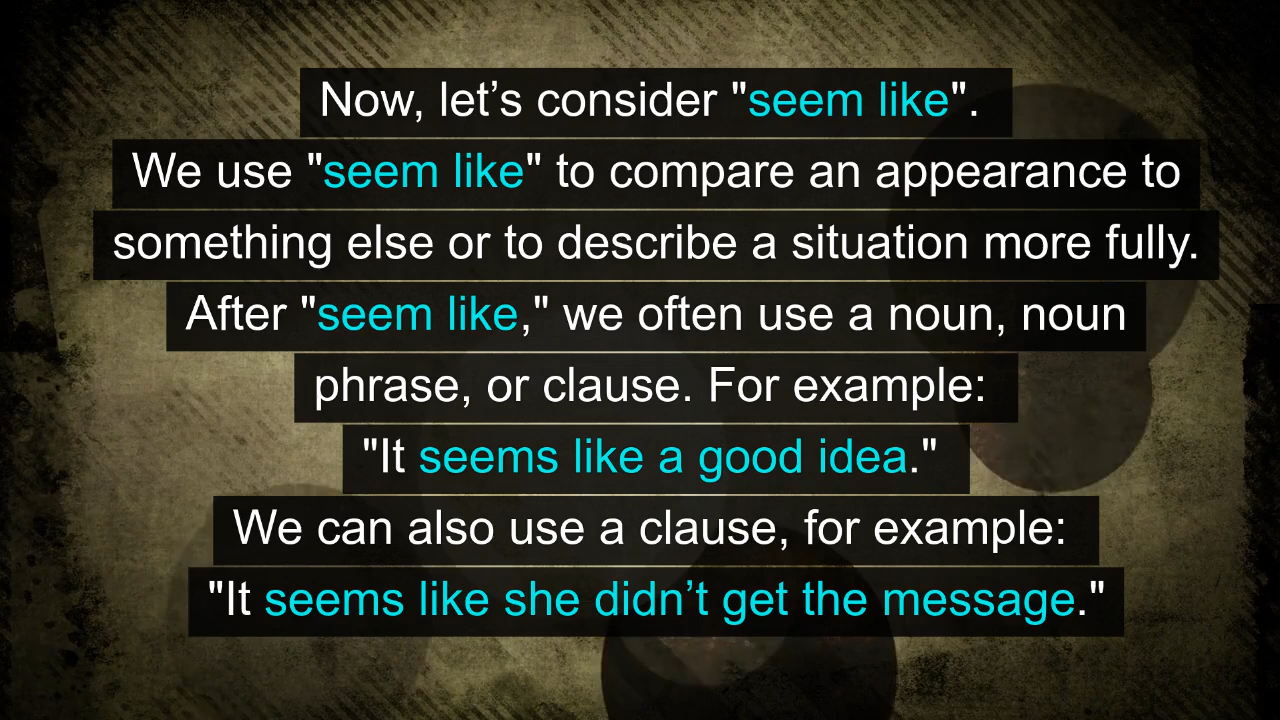 Now, let’s consider "seem like".
We use "seem like" to compare an appearance to
something else or to describe a situation more fully.
After "seem like," we often use a noun, noun
phrase, or clause. For example:
"It seems like a good idea."
We can also use a clause, for example:
"It seems like she didn’t get the message."